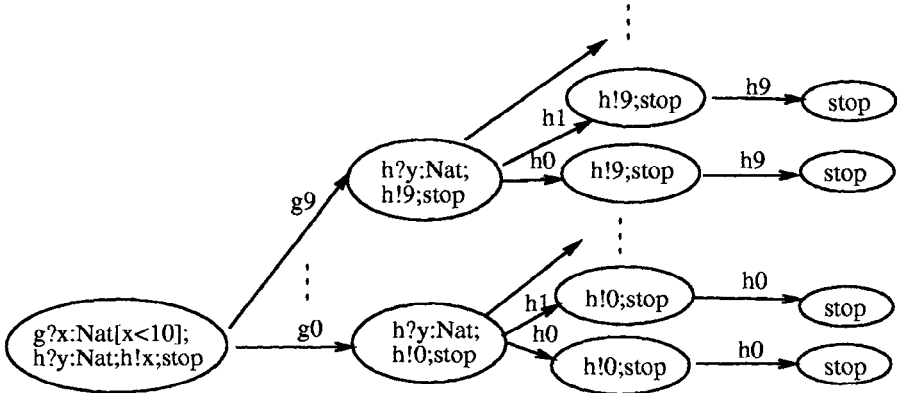 h!9;stop
h9
stop
h1
h?y:Nat;
h!9;stop
h0
h!9;stop
h9
stop
g9
g?x:Nat[x<10];
h?y:Nat;h!x;stop
g0
h?y:Nat;
h!0;stop
h1
h0
h!0;stop
h0
stop
h!0;stop
h0
stop